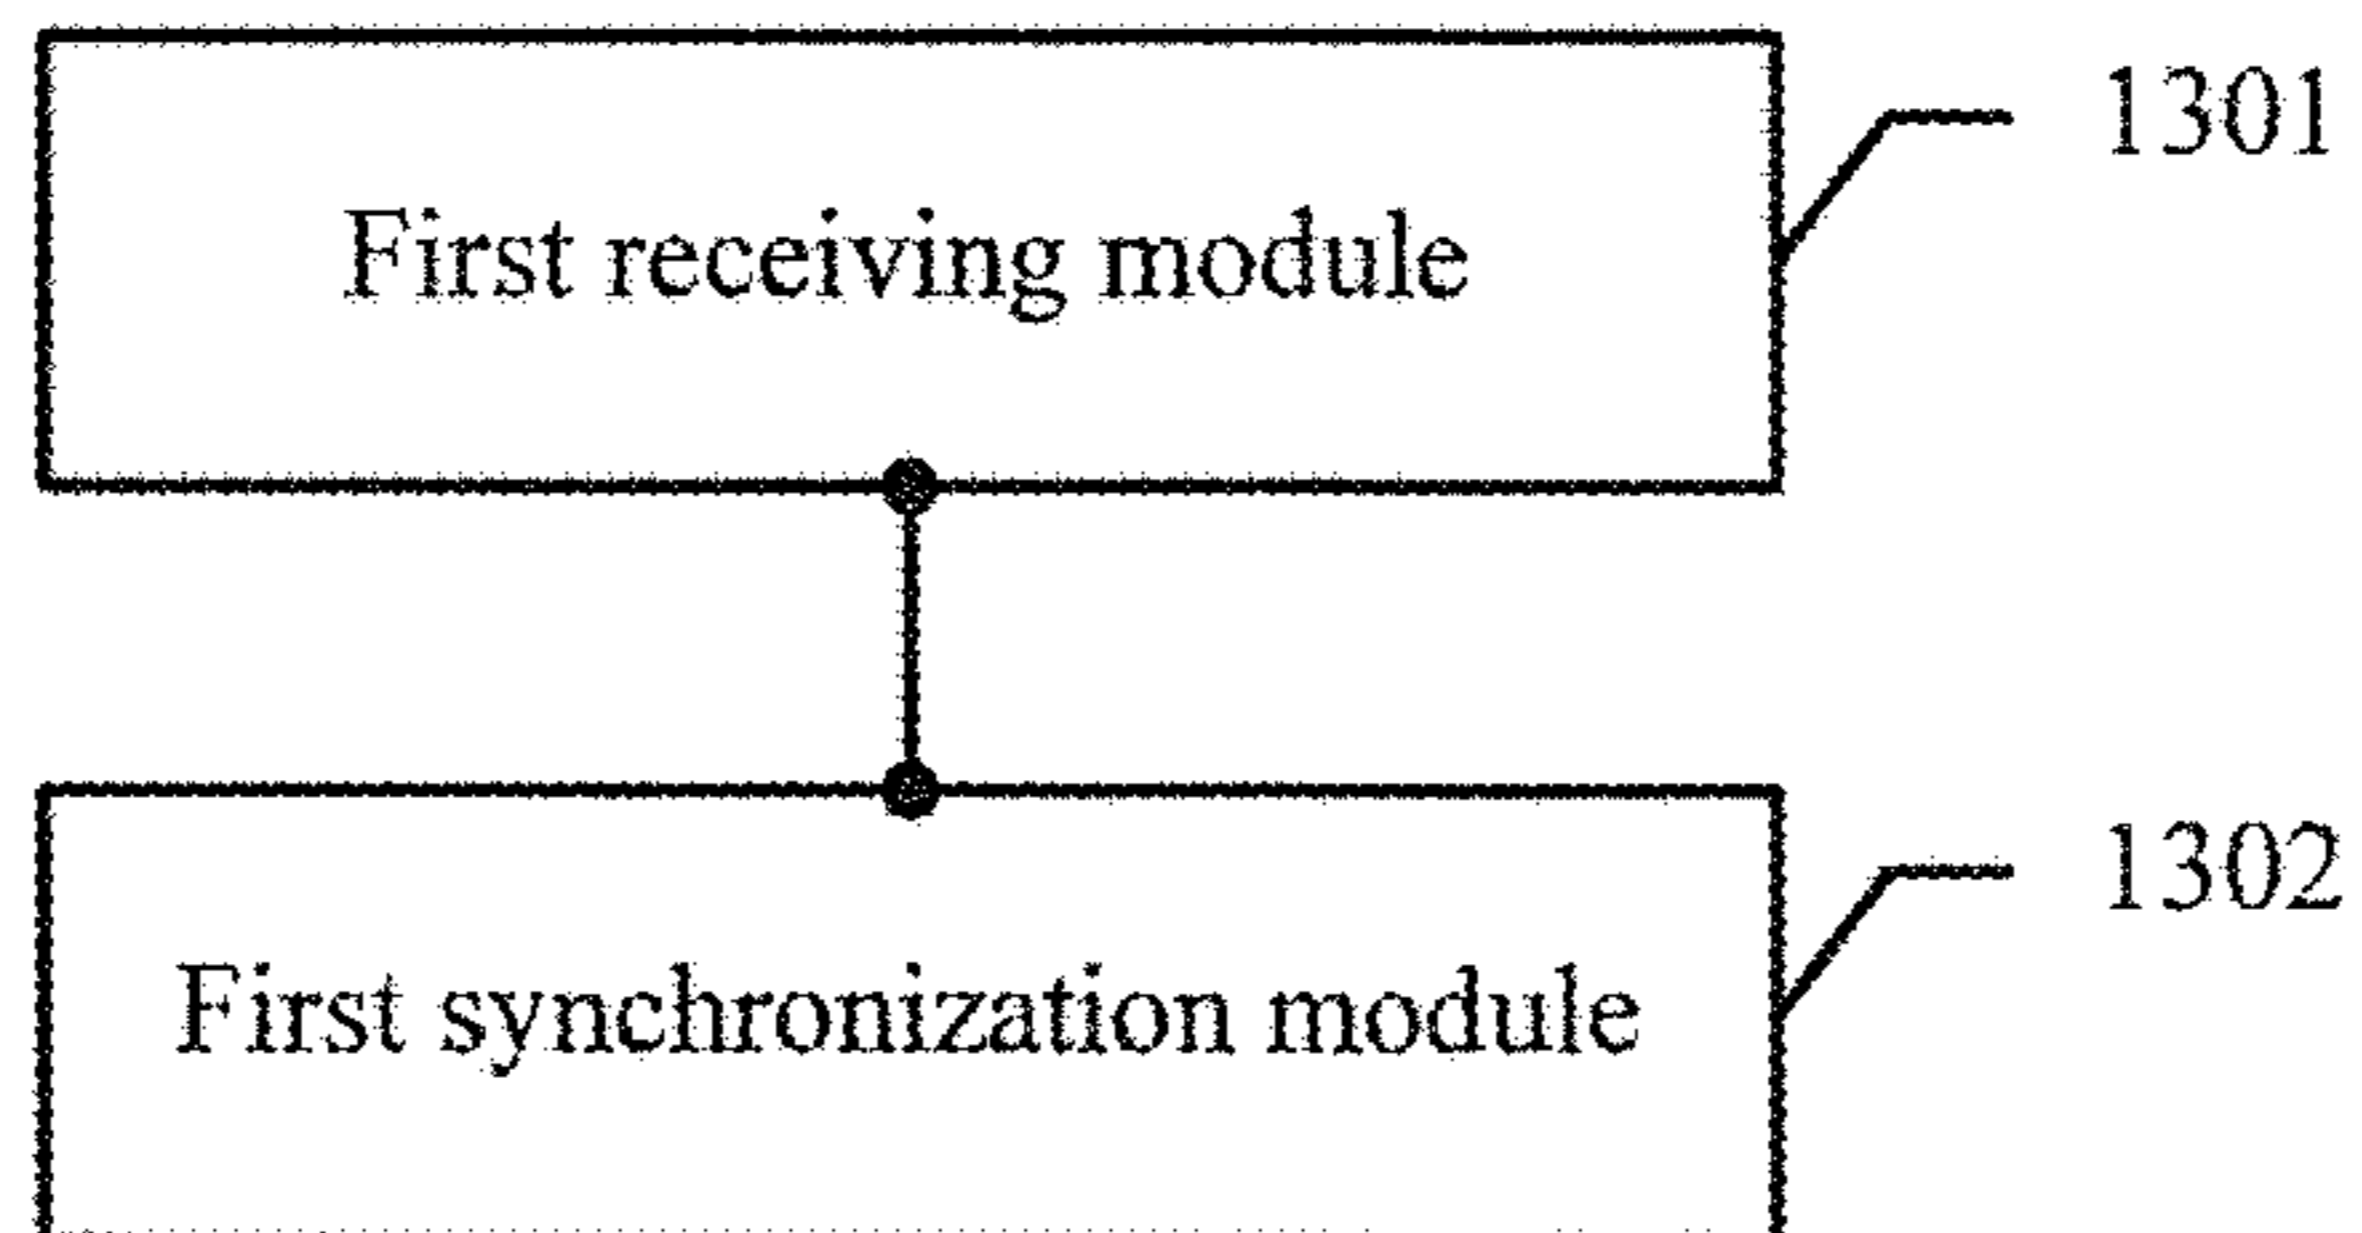 1301
First receiving module
1302
First synchronization module